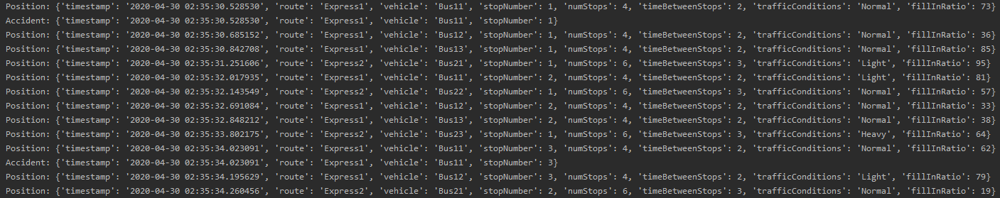 Position: {'timestamp': '2020-04-30 02:35:30.528530', 'route': 'Express1', 'vehicle': 'Bus11', 'stopNumber': 1, 'numStops': 4, 'timeBetweenStops': 2, 'trafficConditions': 'Normal', 'fillInRatio': 73}
Accident: {'timestamp': '2020-04-30 02:35:30.528530', 'route': 'Express1', 'vehicle': 'Bus11', 'stopNumber': 1}
Position: {'timestamp': '2020-04-30 02:35:30.685152', 'route': 'Express1', 'vehicle': 'Bus12', 'stopNumber': 1, 'numStops': 4, 'timeBetweenStops': 2, 'trafficConditions': 'Normal', 'fillInRatio': 36}
Position: {'timestamp': '2020-04-30 02:35:30.842708', 'route': 'Express1', 'vehicle': 'Bus13', 'stopNumber': 1, 'numStops': 4, 'timeBetweenStops': 2, 'trafficConditions': 'Normal', 'fillInRatio': 85}
Position: {'timestamp': '2020-04-30 02:35:31.251606', 'route': 'Express2', 'vehicle': 'Bus21', 'stopNumber': 1, 'numStops': 6, 'timeBetweenStops': 3, 'trafficConditions': 'Light', 'fillInRatio': 95}
Position: {'timestamp': '2020-04-30 02:35:32.017935', 'route': 'Express1', 'vehicle': 'Bus11', 'stopNumber': 2, 'numStops': 4, 'timeBetweenStops': 2, 'trafficConditions': 'Light', 'fillInRatio': 81}
Position: {'timestamp': '2020-04-30 02:35:32.143549', 'route': 'Express2', 'vehicle': 'Bus22', 'stopNumber': 1, 'numStops': 6, 'timeBetweenStops': 3, 'trafficConditions': 'Normal', 'fillInRatio': 57}
Position: {'timestamp': '2020-04-30 02:35:32.691084', 'route': 'Express1', 'vehicle': 'Bus12', 'stopNumber': 2, 'numStops': 4, 'timeBetweenStops': 2, 'trafficConditions': 'Normal', 'fillInRatio': 33}
Position: {'timestamp': '2020-04-30 02:35:32.848212', 'route': 'Express1', 'vehicle': 'Bus13', 'stopNumber': 2, 'numStops': 4, 'timeBetweenStops': 2, 'trafficConditions': 'Normal', 'fillInRatio': 38}
Position: {'timestamp': '2020-04-30 02:35:33.802175', 'route': 'Express2', 'vehicle': 'Bus23', 'stopNumber': 1, 'numStops': 6, 'timeBetweenStops': 3, 'trafficConditions': 'Heavy', 'fillInRatio': 64}
Position: {'timestamp': '2020-04-30 02:35:34.023091', 'route': 'Express1', 'vehicle': 'Bus11', 'stopNumber': 3, 'numStops': 4, 'timeBetweenStops': 2, 'trafficConditions': 'Normal', 'fillInRatio': 62}
Accident: {'timestamp': '2020-04-30 02:35:34.023091', 'route': 'Express1', 'vehicle': 'Bus11', 'stopNumber': 3}
Position: {'timestamp': '2020-04-30 02:35:34.195629', 'route': 'Express1', 'vehicle': 'Bus12', 'stopNumber': 3, 'numStops': 4, 'timeBetweenStops': 2, 'trafficConditions': 'Light', 'fillInRatio': 79}
Position: {'timestamp': '2020-04-30 02:35:34.260456', 'route': 'Express2', 'vehicle': 'Bus21', 'stopNumber': 2, 'numStops': 6, 'timeBetweenStops': 3, 'trafficConditions': 'Normal', 'fillInRatio': 19}